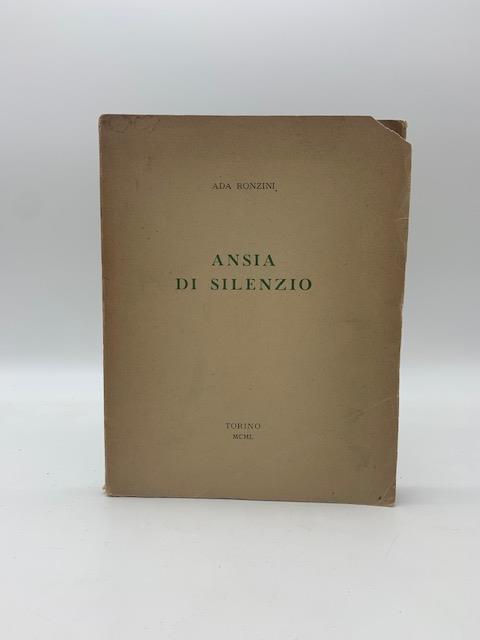 ADA RONZINI
ANSIA
DI SILENZIO
TORINO
MCML